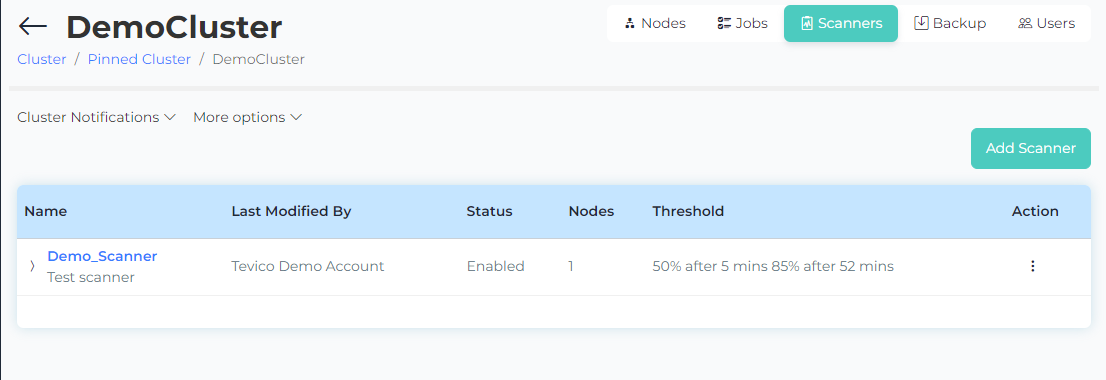 DemoCluster
Nodes Jobs Scanners Backup Users
Cluster / Pinned Cluster / DemoCluster
Cluster Notifications More options
Add Scanner
Name Last Modified By Status Nodes Threshold Action
Demo_Scanner
Test scanner
Tevico Demo Account Enabled 1 50% after 5 mins 85% after 52 mins